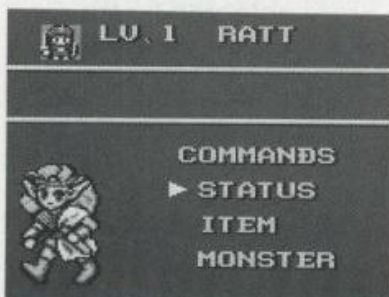 LV. 1 RATT
COMMANDS
▶ STATUS
ITEM
MONSTER